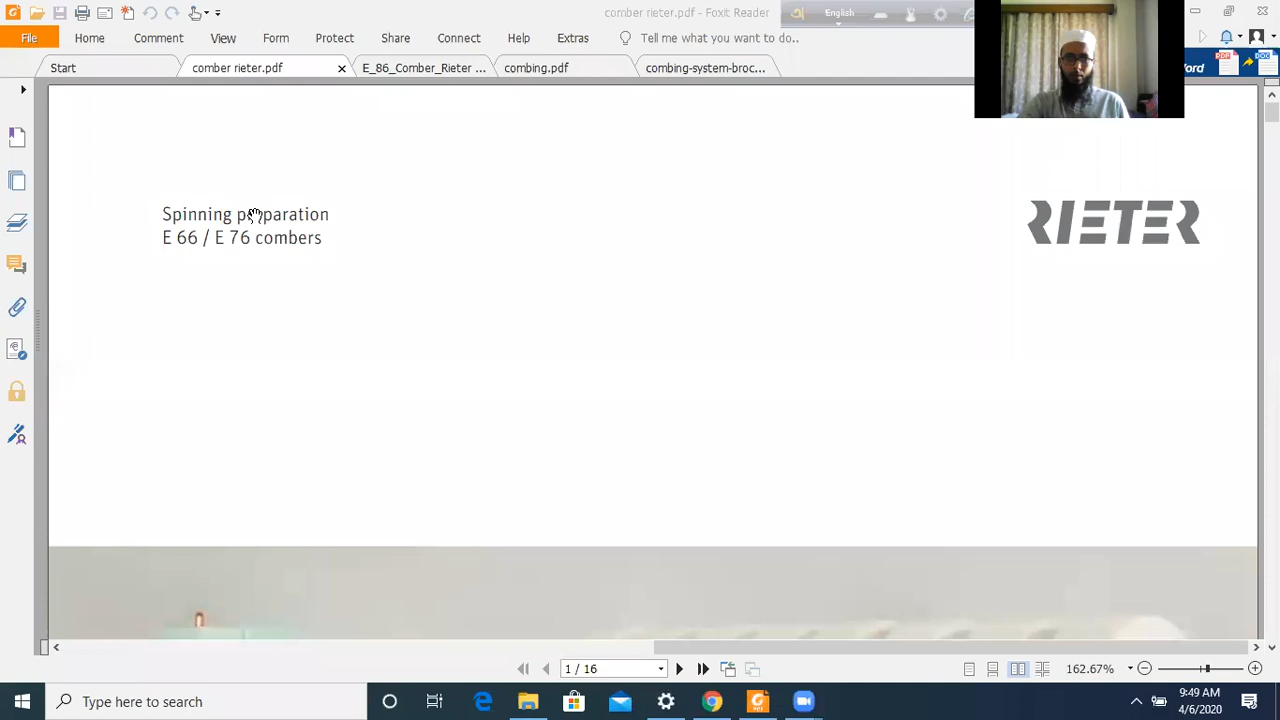 comber rieter.pdf - Foxit Reader
English
File Home Comment View Form Protect Share Connect Help Extras Tell me what you want to do..
Start comber rieter.pdf E_86_Comber_Rieter ... combing.pdf combing-system-broc...
Spinning preparation
E 66 / E 76 combers
RIETER
1 / 16
162.67%
Type here to search
9:49 AM
4/6/2020